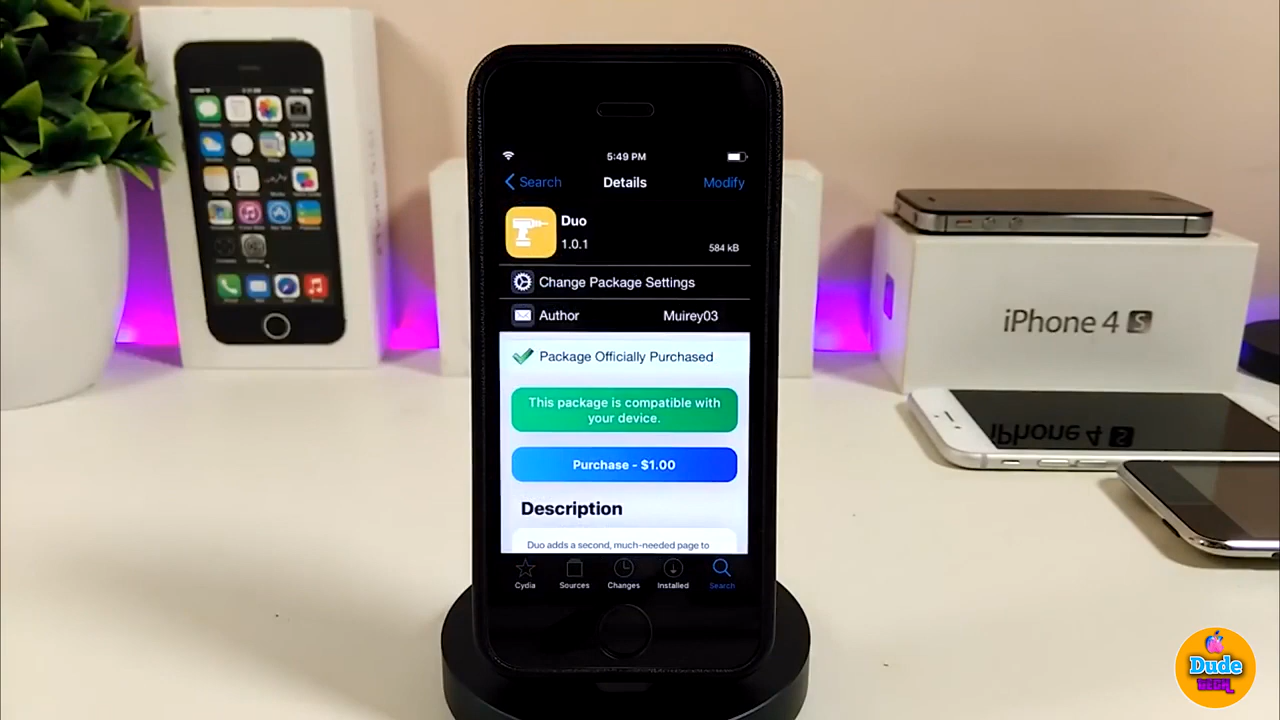 5:49 PM
Search
Details
Modify
Duo
1.0.1
584 kB
Change Package Settings
Author
Muirey03
Package Officially Purchased
This package is compatible with
your device.
Purchase - $1.00
Description
Duo adds a second, much-needed page to
Cydia
Sources
Changes
Installed
Search
iPhone 4 S
iPhone 4 S
Dude
TECH